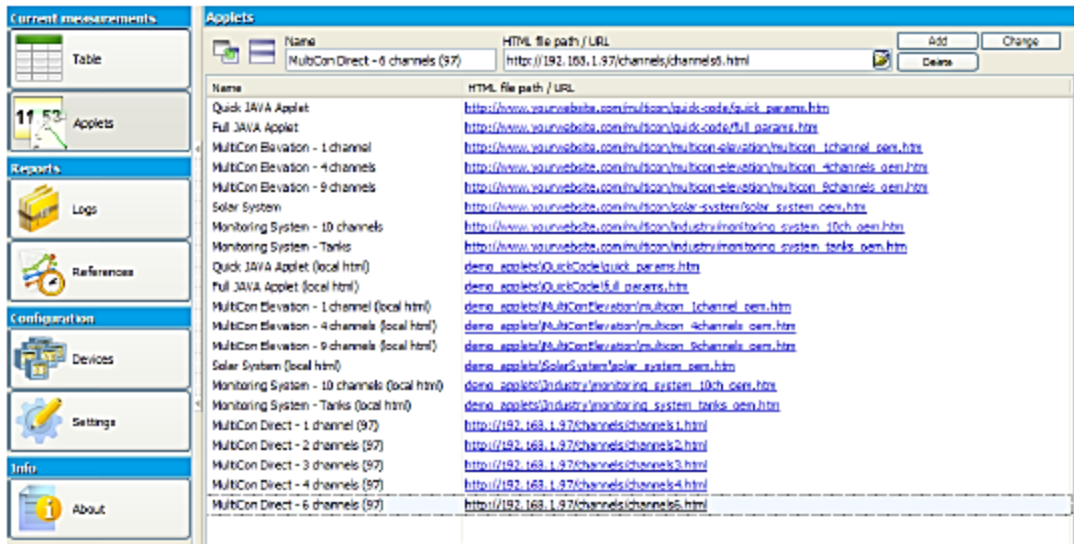 Current measurements
Table
11 53
Applets
Reports
Logs
References
Configuration
Devices
Settings
Info
About
Applets
Name
HTML file path / URL
MultiCon Direct - 6 channels (97)
http://192.168.1.97/channels/channels6.html
Add
Change
Delete
Name HTML file path / URL
Quick JAVA Applet http://www.yourwebsite.com/multicon/quick-code/quick_params.htm
Full JAVA Applet http://www.yourwebsite.com/multicon/quick-code/full_params.htm
MultiCon Elevation - 1 channel http://www.yourwebsite.com/multicon/multicon-elevation/multicon_1channel_oem.htm
MultiCon Elevation - 4 channels http://www.yourwebsite.com/multicon/multicon-elevation/multicon_4channels_oem.htm
MultiCon Elevation - 9 channels http://www.yourwebsite.com/multicon/multicon-elevation/multicon_9channels_oem.htm
Solar System http://www.yourwebsite.com/multicon/solar-system/solar_system_oem.htm
Monitoring System - 10 channels http://www.yourwebsite.com/multicon/industry/monitoring_system_10ch_oem.htm
Monitoring System - Tanks http://www.yourwebsite.com/multicon/industry/monitoring_system_tanks_oem.htm
Quick JAVA Applet (local html) demo_applets\QuickCode\quick_params.htm
Full JAVA Applet (local html) demo_applets\QuickCode\full_params.htm
MultiCon Elevation - 1 channel (local html) demo_applets\MultiConElevation\multicon_1channel_oem.htm
MultiCon Elevation - 4 channels (local html) demo_applets\MultiConElevation\multicon_4channels_oem.htm
MultiCon Elevation - 9 channels (local html) demo_applets\MultiConElevation\multicon_9channels_oem.htm
Solar System (local html) demo_applets\SolarSystem\solar_system_oem.htm
Monitoring System - 10 channels (local html) demo_applets\Industry\monitoring_system_10ch_oem.htm
Monitoring System - Tanks (local html) demo_applets\Industry\monitoring_system_tanks_oem.htm
MultiCon Direct - 1 channel (97) http://192.168.1.97/channels/channels1.html
MultiCon Direct - 2 channels (97) http://192.168.1.97/channels/channels2.html
MultiCon Direct - 3 channels (97) http://192.168.1.97/channels/channels3.html
MultiCon Direct - 4 channels (97) http://192.168.1.97/channels/channels4.html
MultiCon Direct - 6 channels (97) http://192.168.1.97/channels/channels6.html